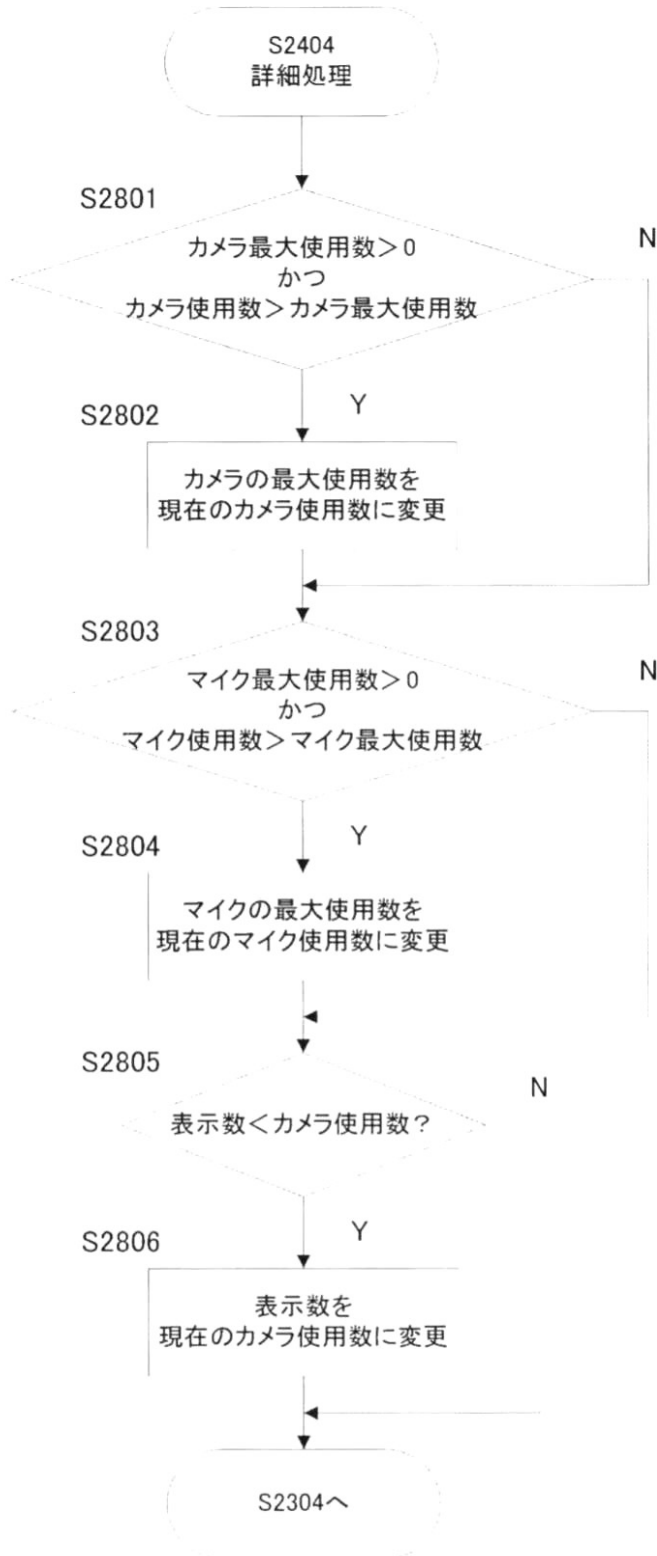 S2404
詳細処理
S2801
カメラ最大使用数＞0
かつ
カメラ使用数＞カメラ最大使用数
N
Y
S2802
カメラの最大使用数を
現在のカメラ使用数に変更
S2803
マイク最大使用数＞0
かつ
マイク使用数＞マイク最大使用数
N
Y
S2804
マイクの最大使用数を
現在のマイク使用数に変更
S2805
表示数＜カメラ使用数？
N
Y
S2806
表示数を
現在のカメラ使用数に変更
S2304へ